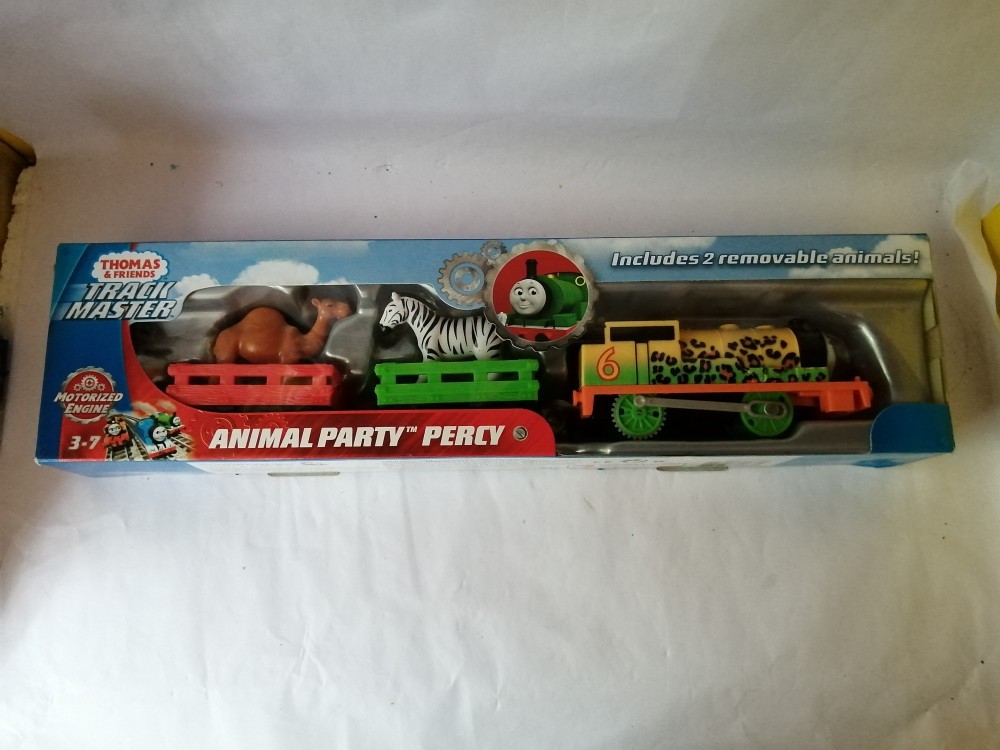 THOMAS
& FRIENDS
TRACK
MASTER
Includes 2 removable animals!
6
MOTORIZED
ENGINE
3-7
ANIMAL PARTY™ PERCY